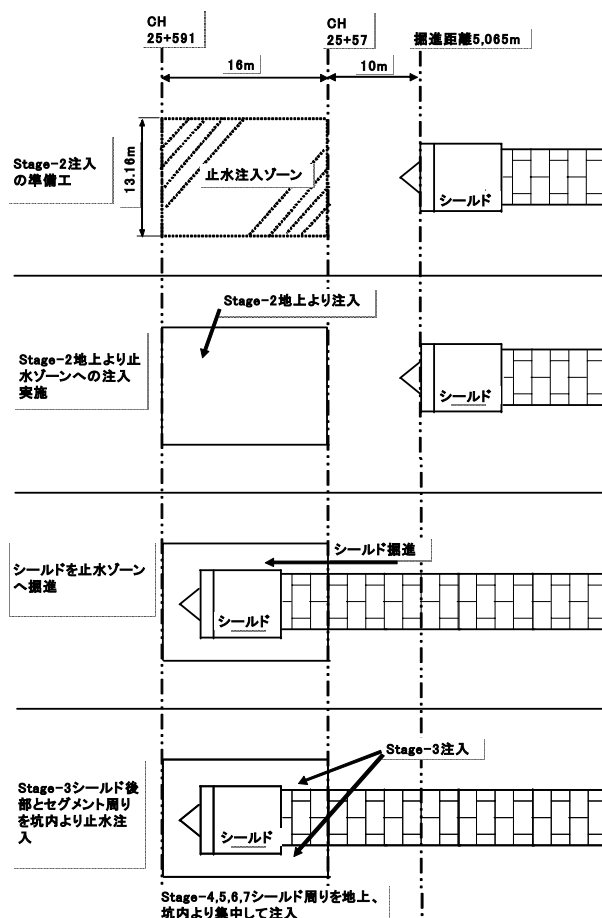 CH
25+591
CH
25+57
掘進距離5,065m
16m
10m
Stage-2注入
の準備工
13.16m
止水注入ゾーン
シールド
Stage-2地上より注入
Stage-2地上より止
水ゾーンへの注入
実施
シールド
シールドを止水ゾーン
へ掘進
シールド掘進
シールド
Stage-3注入
Stage-3シールド後
部とセグメント周り
を坑内より止水注
入
シールド
Stage-4,5,6,7シールド周りを地上、
坑内より集中して注入